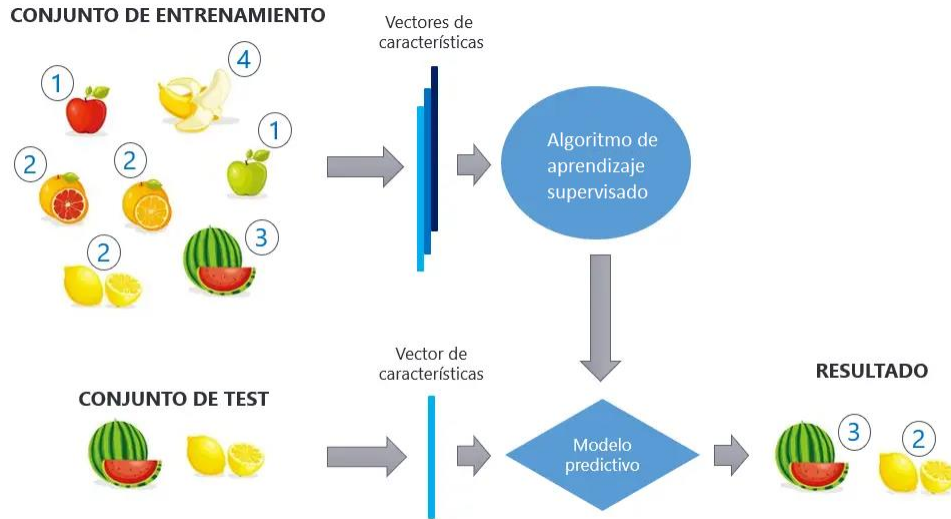 CONJUNTO DE ENTRENAMIENTO
Vectores de
características
1
4
1
2
2
2
3
Algoritmo de
aprendizaje
supervisado
Vector de
características
CONJUNTO DE TEST
Modelo
predictivo
RESULTADO
3
2